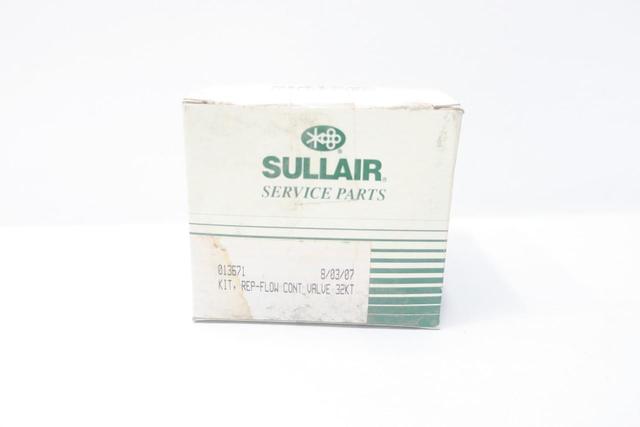 SULLAIR®
SERVICE PARTS
013671 8/03/07
KIT, REP-FLOW CONT VALVE 32KT